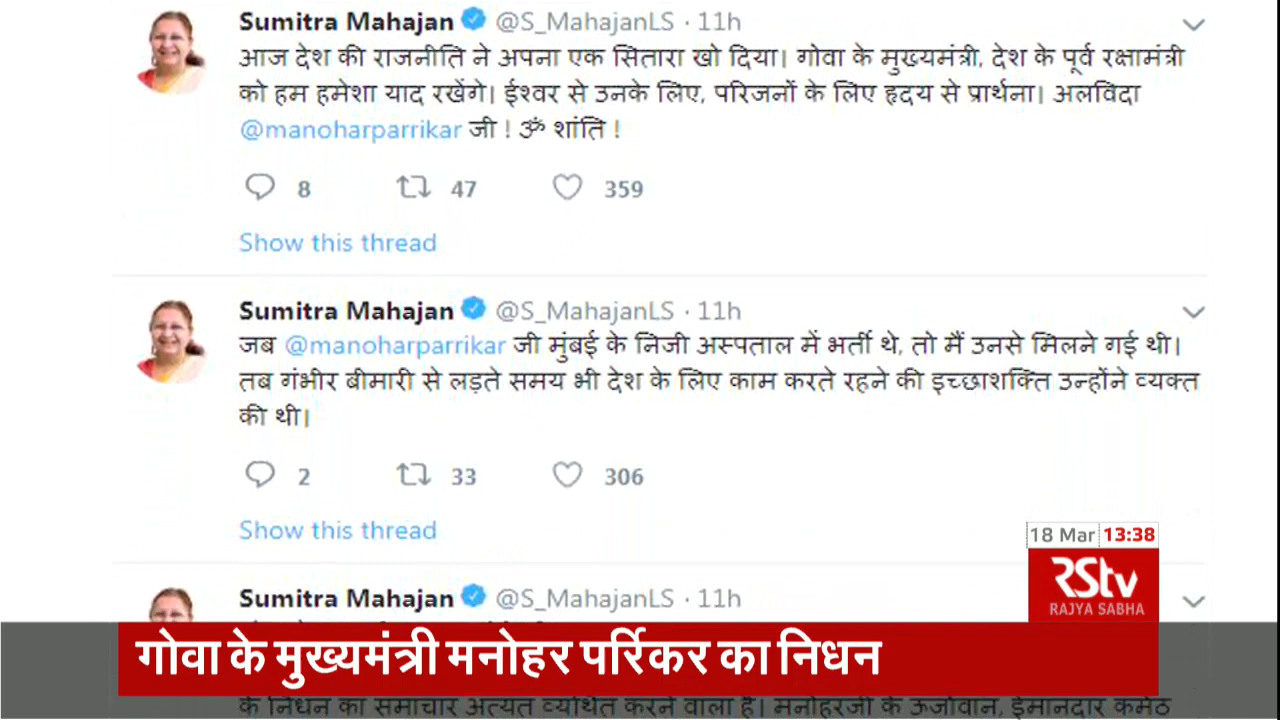 Sumitra Mahajan @S_MahajanLS · 11h
आज देश की राजनीति ने अपना एक सितारा खो दिया। गोवा के मुख्यमंत्री, देश के पूर्व रक्षामंत्री
को हम हमेशा याद रखेंगे। ईश्वर से उनके लिए, परिजनों के लिए हृदय से प्रार्थना। अलविदा
@manoharparrikar जी ! ॐ शांति !
8 47 359
Show this thread
Sumitra Mahajan @S_MahajanLS · 11h
जब @manoharparrikar जी मुंबई के निजी अस्पताल में भर्ती थे, तो मैं उनसे मिलने गई थी।
तब गंभीर बीमारी से लड़ते समय भी देश के लिए काम करते रहने की इच्छाशक्ति उन्होंने व्यक्त
की थी।
2 33 306
Show this thread
18 Mar 13:38
RStv
RAJYA SABHA
Sumitra Mahajan @S_MahajanLS · 11h
गोवा के मुख्यमंत्री मनोहर पर्रिकर का निधन
के निधन का समाचार अत्यंत व्यथित करने वाला है। मनोहरजी के ऊर्जावान, ईमानदार कर्मठ